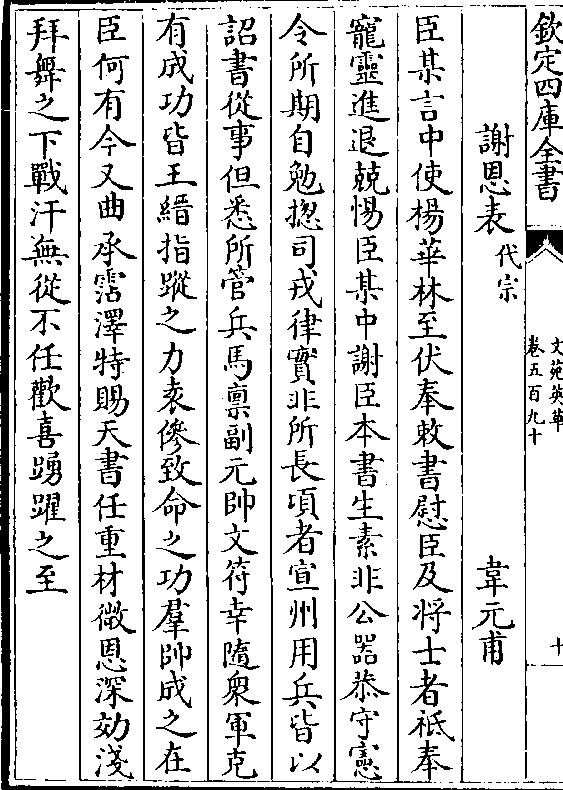 欽定四庫全書
文苑英華
卷五百九十
十
謝恩表代宗 韋元甫
臣某言中使楊華林至伏奉敕書慰臣及將士者祗奉
寵靈進退兢惕臣某中謝臣本書生素非公器恭守憲
令所期自勉揔司戎律實非所長頃者宣州用兵皆以
詔書從事但悉所管兵馬禀副元帥文符幸隨衆軍克
有成功皆王縉指蹤之力袁傪致命之功羣帥成之在
臣何有今又曲承霑澤特賜天書任重材微恩深効淺
拜舞之下戰汗無從不任歡喜踴躍之至